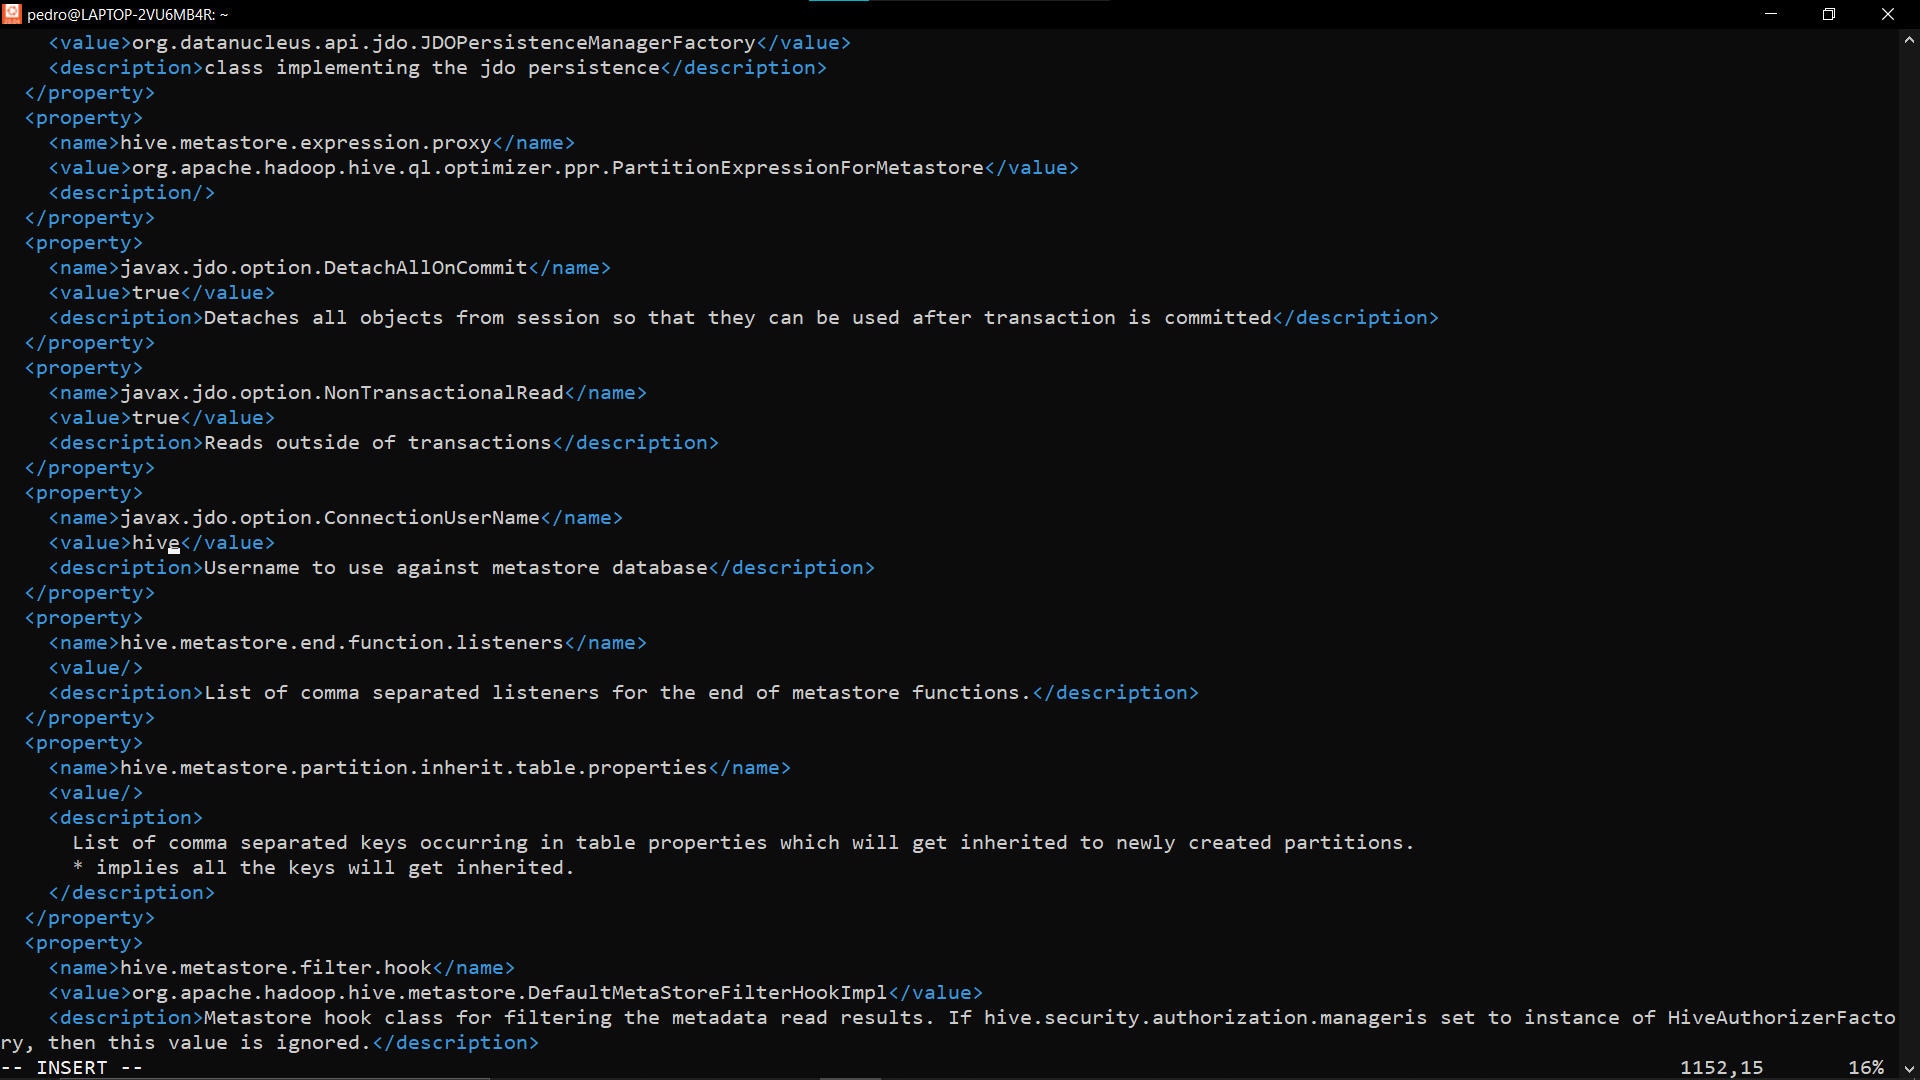 pedro@LAPTOP-2VU6MB4R: ~
    <value>org.datanucleus.api.jdo.JDOPersistenceManagerFactory</value>
    <description>class implementing the jdo persistence</description>
  </property>
  <property>
    <name>hive.metastore.expression.proxy</name>
    <value>org.apache.hadoop.hive.ql.optimizer.ppr.PartitionExpressionForMetastore</value>
    <description/>
  </property>
  <property>
    <name>javax.jdo.option.DetachAllOnCommit</name>
    <value>true</value>
    <description>Detaches all objects from session so that they can be used after transaction is committed</description>
  </property>
  <property>
    <name>javax.jdo.option.NonTransactionalRead</name>
    <value>true</value>
    <description>Reads outside of transactions</description>
  </property>
  <property>
    <name>javax.jdo.option.ConnectionUserName</name>
    <value>hive</value>
    <description>Username to use against metastore database</description>
  </property>
  <property>
    <name>hive.metastore.end.function.listeners</name>
    <value/>
    <description>List of comma separated listeners for the end of metastore functions.</description>
  </property>
  <property>
    <name>hive.metastore.partition.inherit.table.properties</name>
    <value/>
    <description>
      List of comma separated keys occurring in table properties which will get inherited to newly created partitions.
      * implies all the keys will get inherited.
    </description>
  </property>
  <property>
    <name>hive.metastore.filter.hook</name>
    <value>org.apache.hadoop.hive.metastore.DefaultMetaStoreFilterHookImpl</value>
    <description>Metastore hook class for filtering the metadata read results. If hive.security.authorization.manageris set to instance of HiveAuthorizerFacto
ry, then this value is ignored.</description>
-- INSERT -- 1152,15 16%